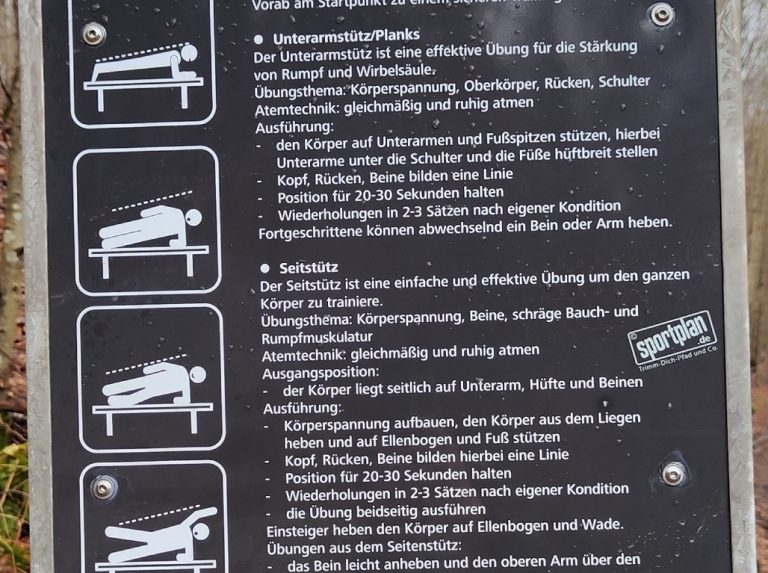 Vorab am Startpunkt zu einem
● Unterarmstütz/Planks
Der Unterarmstütz ist eine effektive Übung für die Stärkung
von Rumpf und Wirbelsäule.
Übungsthema: Körperspannung, Oberkörper, Rücken, Schulter
Atemtechnik: gleichmäßig und ruhig atmen
Ausführung:
- den Körper auf Unterarmen und Fußspitzen stützen, hierbei
Unterarme unter die Schulter und die Füße hüftbreit stellen
- Kopf, Rücken, Beine bilden eine Linie
- Position für 20-30 Sekunden halten
- Wiederholungen in 2-3 Sätzen nach eigener Kondition
Fortgeschrittene können abwechselnd ein Bein oder Arm heben.
● Seitstütz
Der Seitstütz ist eine einfache und effektive Übung um den ganzen
Körper zu trainiere.
Übungsthema: Körperspannung, Beine, schräge Bauch- und
Rumpfmuskulatur
Atemtechnik: gleichmäßig und ruhig atmen
Ausgangsposition:
- der Körper liegt seitlich auf Unterarm, Hüfte und Beinen
Ausführung:
- Körperspannung aufbauen, den Körper aus dem Liegen
heben und auf Ellenbogen und Fuß stützen
- Kopf, Rücken, Beine bilden hierbei eine Linie
- Position für 20-30 Sekunden halten
- Wiederholungen in 2-3 Sätzen nach eigener Kondition
- die Übung beidseitig ausführen
Einsteiger heben den Körper auf Ellenbogen und Wade.
Übungen aus dem Seitenstütz:
- das Bein leicht anheben und den oberen Arm über den
© sportplan
.de
Trimm-Dich-Pfad und Co.